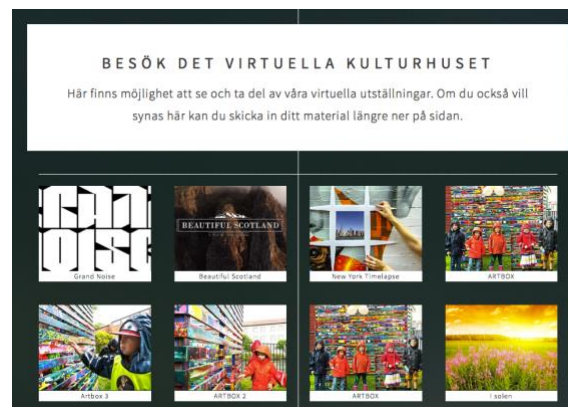 BESÖK DET VIRTUELLA KULTURHUSET
Här finns möjlighet att se och ta del av våra virtuella utställningar. Om du också vill
synas här kan du skicka in ditt material längre ner på sidan.
GRAND
NOISE
BEAUTIFUL SCOTLAND
Grand Noise
Beautiful Scotland
New York Timelapse
ARTBOX
Artbox 3
ARTBOX 2
ARTBOX
i solen